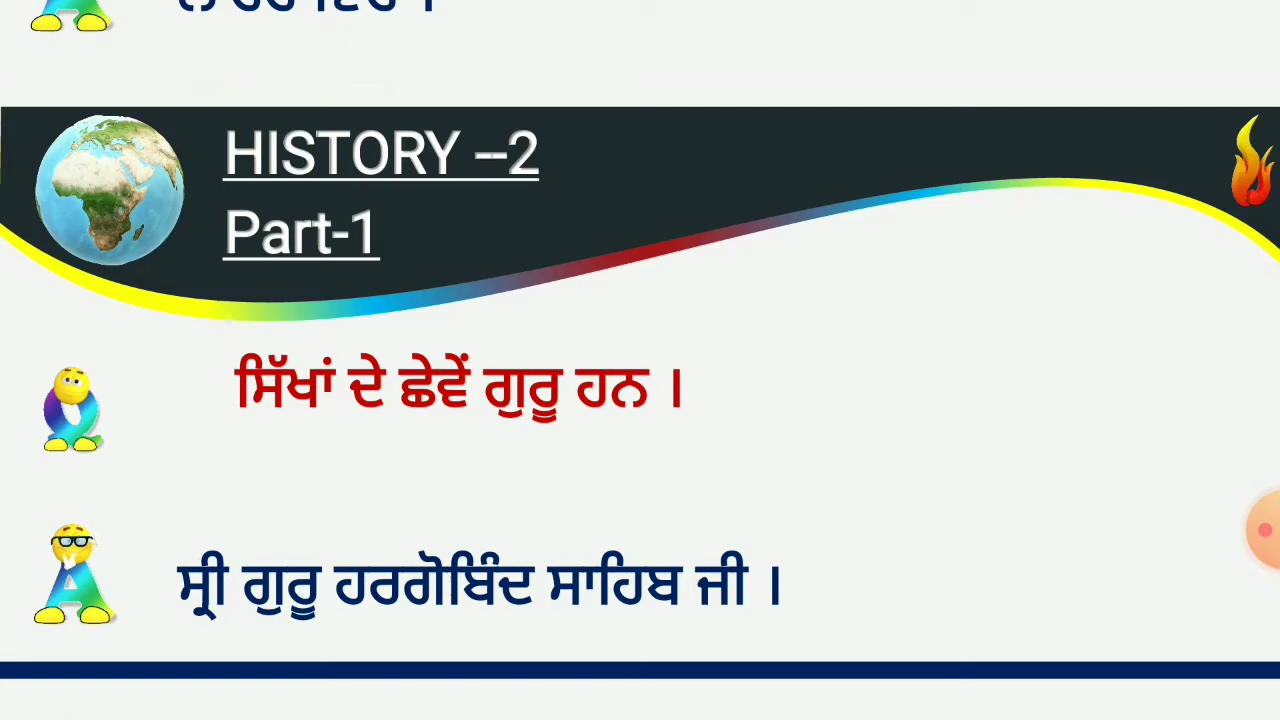 HISTORY –-2
Part-1
ਸਿੱਖਾਂ ਦੇ ਛੇਵੇਂ ਗੁਰੂ ਹਨ ।
ਸ੍ਰੀ ਗੁਰੂ ਹਰਗੋਬਿੰਦ ਸਾਹਿਬ ਜੀ ।